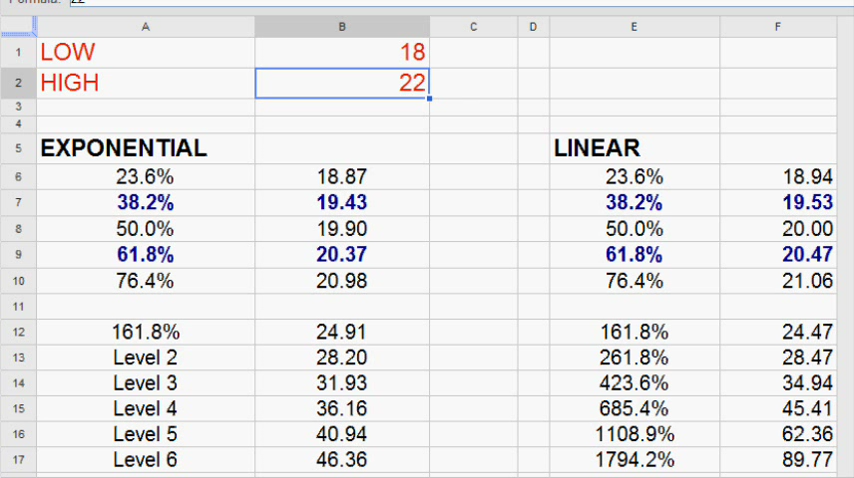 Formula: 22
A B C D E F
1 LOW 18
2 HIGH 22
3
4
5 EXPONENTIAL LINEAR
6 23.6% 18.87 23.6% 18.94
7 38.2% 19.43 38.2% 19.53
8 50.0% 19.90 50.0% 20.00
9 61.8% 20.37 61.8% 20.47
10 76.4% 20.98 76.4% 21.06
11
12 161.8% 24.91 161.8% 24.47
13 Level 2 28.20 261.8% 28.47
14 Level 3 31.93 423.6% 34.94
15 Level 4 36.16 685.4% 45.41
16 Level 5 40.94 1108.9% 62.36
17 Level 6 46.36 1794.2% 89.77